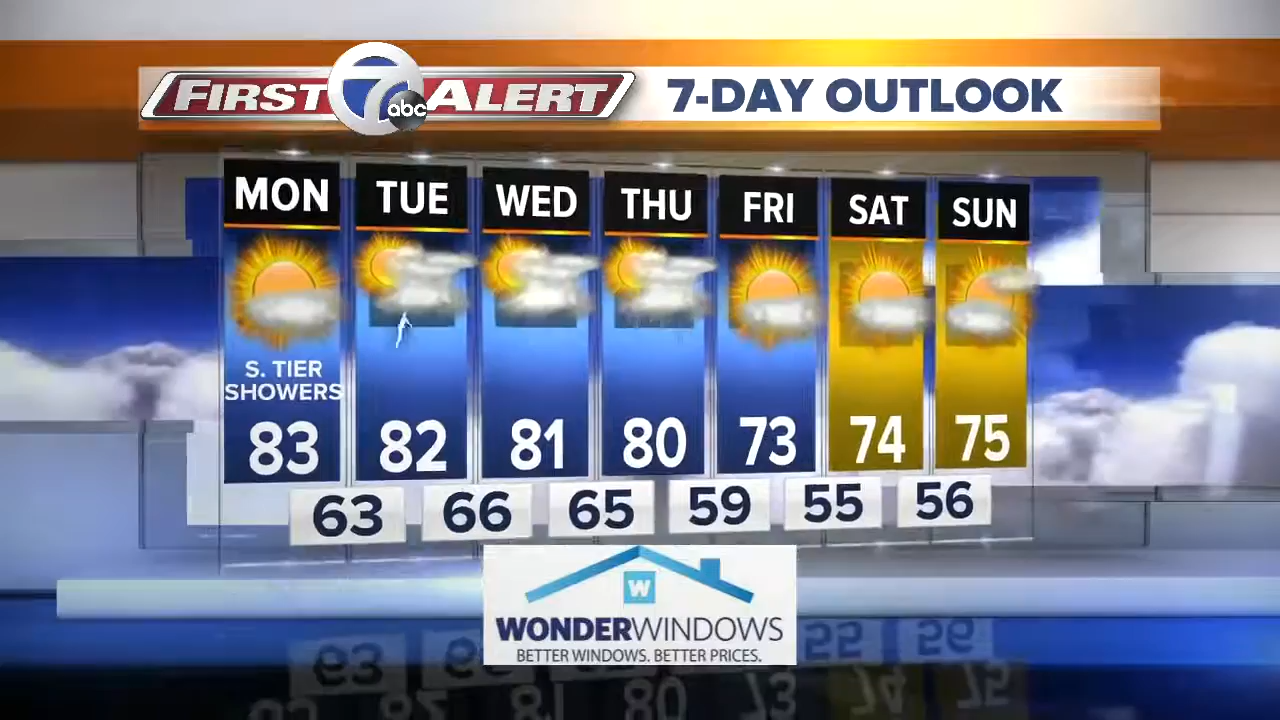 FIRST 7 abc ALERT 7-DAY OUTLOOK
MON TUE WED THU FRI SAT SUN
S. TIER
SHOWERS
83 82 81 80 73 74 75
63 66 65 59 55 56
W
WONDERWINDOWS
BETTER WINDOWS. BETTER PRICES.